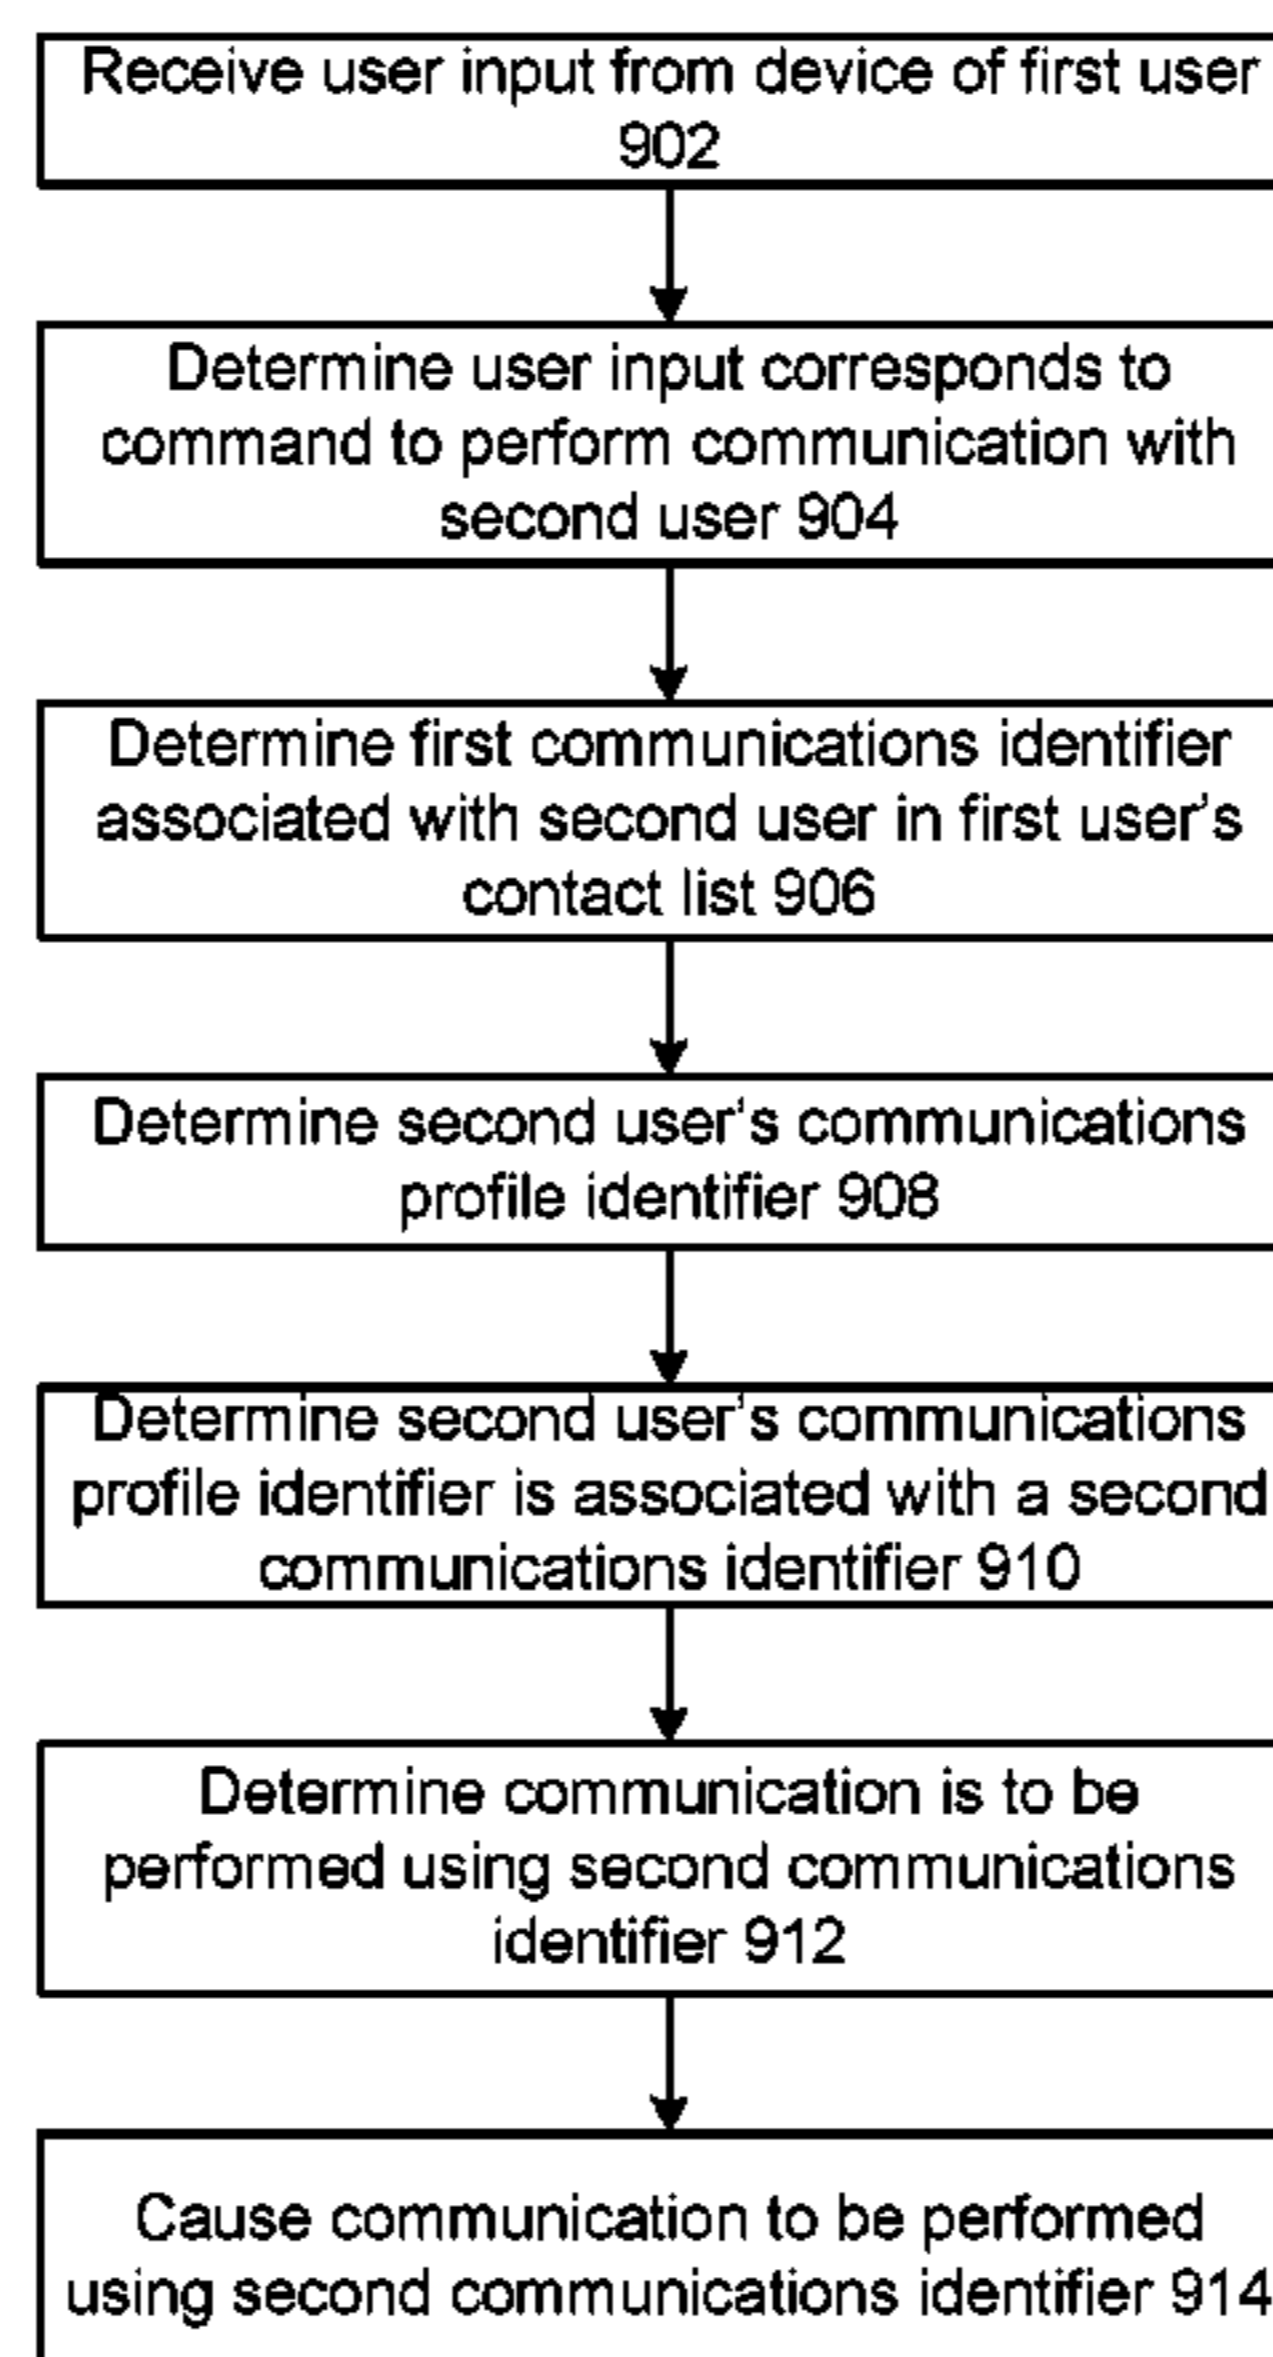 Receive user input from device of first user
902
Determine user input corresponds to
command to perform communication with
second user 904
Determine first communications identifier
associated with second user in first user's
contact list 906
Determine second user's communications
profile identifier 908
Determine second user's communications
profile identifier is associated with a second
communications identifier 910
Determine communication is to be
performed using second communications
identifier 912
Cause communication to be performed
using second communications identifier 914